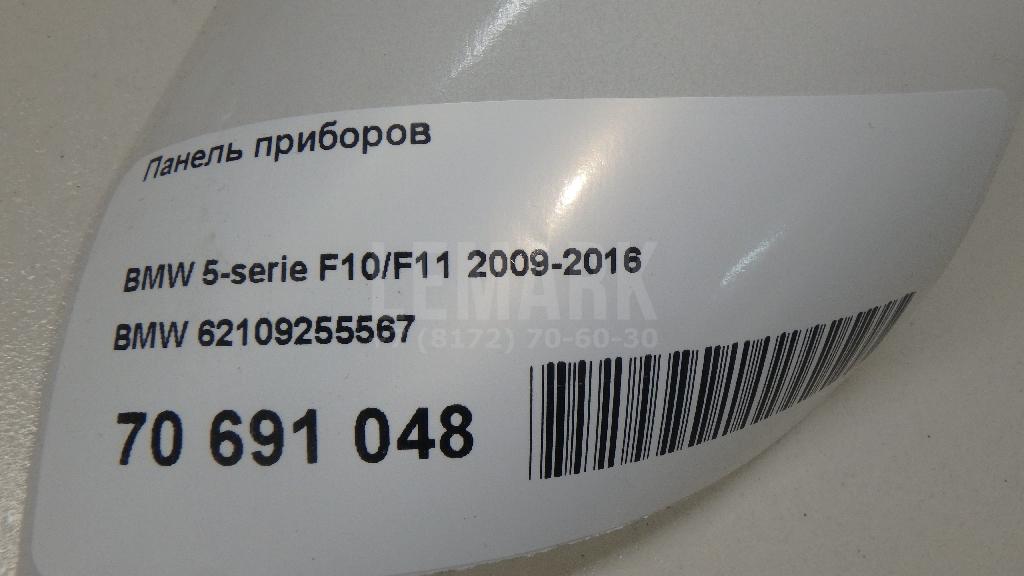 Панель приборов
BMW 5-serie F10/F11 2009-2016
LEMARK
BMW 62109255567
(8172) 70-60-30
70 691 048